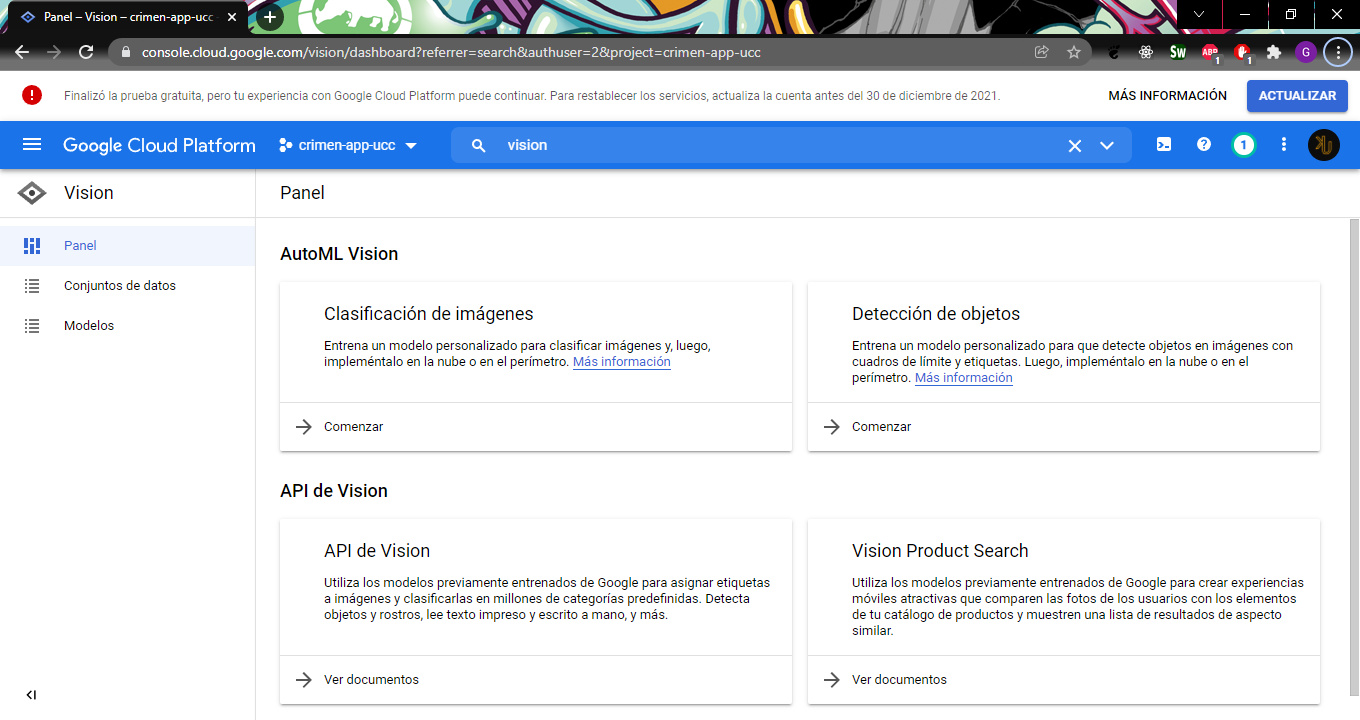 Panel – Vision – crimen-app-ucc
console.cloud.google.com/vision/dashboard?referrer=search&authuser=2&project=crimen-app-ucc
SW
ABP
1
1
G
Finalizó la prueba gratuita, pero tu experiencia con Google Cloud Platform puede continuar. Para restablecer los servicios, actualiza la cuenta antes del 30 de diciembre de 2021.
MÁS INFORMACIÓN
ACTUALIZAR
Google Cloud Platform
crimen-app-ucc
vision
1
Vision
Panel
Panel
Conjuntos de datos
Modelos
AutoML Vision
Clasificación de imágenes
Entrena un modelo personalizado para clasificar imágenes y, luego,
impleméntalo en la nube o en el perímetro. Más información
Comenzar
Detección de objetos
Entrena un modelo personalizado para que detecte objetos en imágenes con
cuadros de límite y etiquetas. Luego, impleméntalo en la nube o en el
perímetro. Más información
Comenzar
API de Vision
API de Vision
Utiliza los modelos previamente entrenados de Google para asignar etiquetas
a imágenes y clasificarlas en millones de categorías predefinidas. Detecta
objetos y rostros, lee texto impreso y escrito a mano, y más.
Ver documentos
Vision Product Search
Utiliza los modelos previamente entrenados de Google para crear experiencias
móviles atractivas que comparen las fotos de los usuarios con los elementos
de tu catálogo de productos y muestren una lista de resultados de aspecto
similar.
Ver documentos